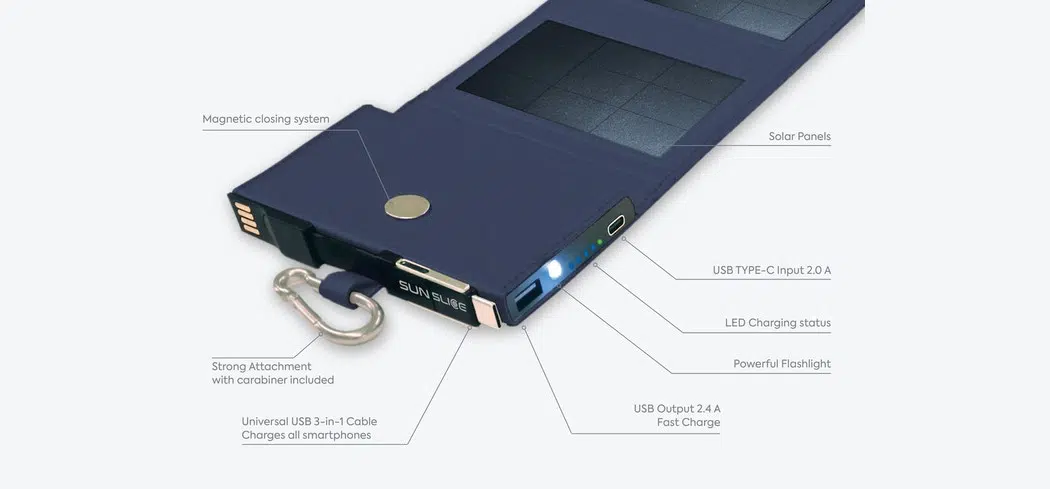 Magnetic closing system
Solar Panels
USB TYPE-C Input 2.0 A
SUN SLICE
LED Charging status
Powerful Flashlight
Strong Attachment
with carabiner included
USB Output 2.4 A
Fast Charge
Universal USB 3-in-1 Cable
Charges all smartphones